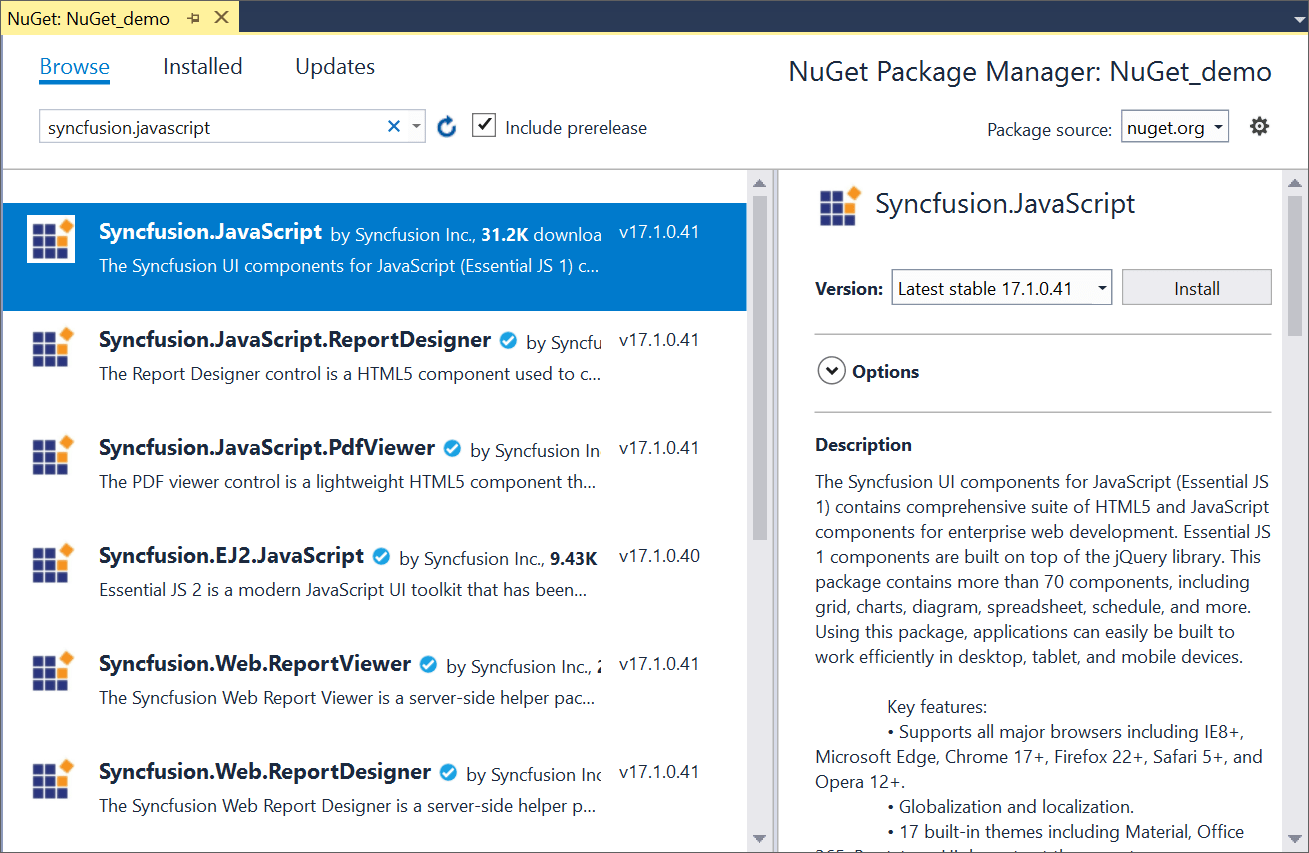 NuGet: NuGet_demo
Browse Installed Updates
NuGet Package Manager: NuGet_demo
syncfusion.javascript
Include prerelease
Package source: nuget.org
Syncfusion.JavaScript by Syncfusion Inc., 31.2K downloa v17.1.0.41
The Syncfusion UI components for JavaScript (Essential JS 1) c...
Syncfusion.JavaScript.ReportDesigner by Syncfu v17.1.0.41
The Report Designer control is a HTML5 component used to c...
Syncfusion.JavaScript.PdfViewer by Syncfusion In v17.1.0.41
The PDF viewer control is a lightweight HTML5 component th...
Syncfusion.EJ2.JavaScript by Syncfusion Inc., 9.43K v17.1.0.40
Essential JS 2 is a modern JavaScript UI toolkit that has been...
Syncfusion.Web.ReportViewer by Syncfusion Inc., v17.1.0.41
The Syncfusion Web Report Viewer is a server-side helper pac...
Syncfusion.Web.ReportDesigner by Syncfusion Inc v17.1.0.41
The Syncfusion Web Report Designer is a server-side helper p...
Syncfusion.JavaScript
Version: Latest stable 17.1.0.41 Install
Options
Description
The Syncfusion UI components for JavaScript (Essential JS
1) contains comprehensive suite of HTML5 and JavaScript
components for enterprise web development. Essential JS
1 components are built on top of the jQuery library. This
package contains more than 70 components, including
grid, charts, diagram, spreadsheet, schedule, and more.
Using this package, applications can easily be built to
work efficiently in desktop, tablet, and mobile devices.
Key features:
• Supports all major browsers including IE8+,
Microsoft Edge, Chrome 17+, Firefox 22+, Safari 5+, and
Opera 12+.
• Globalization and localization.
• 17 built-in themes including Material, Office